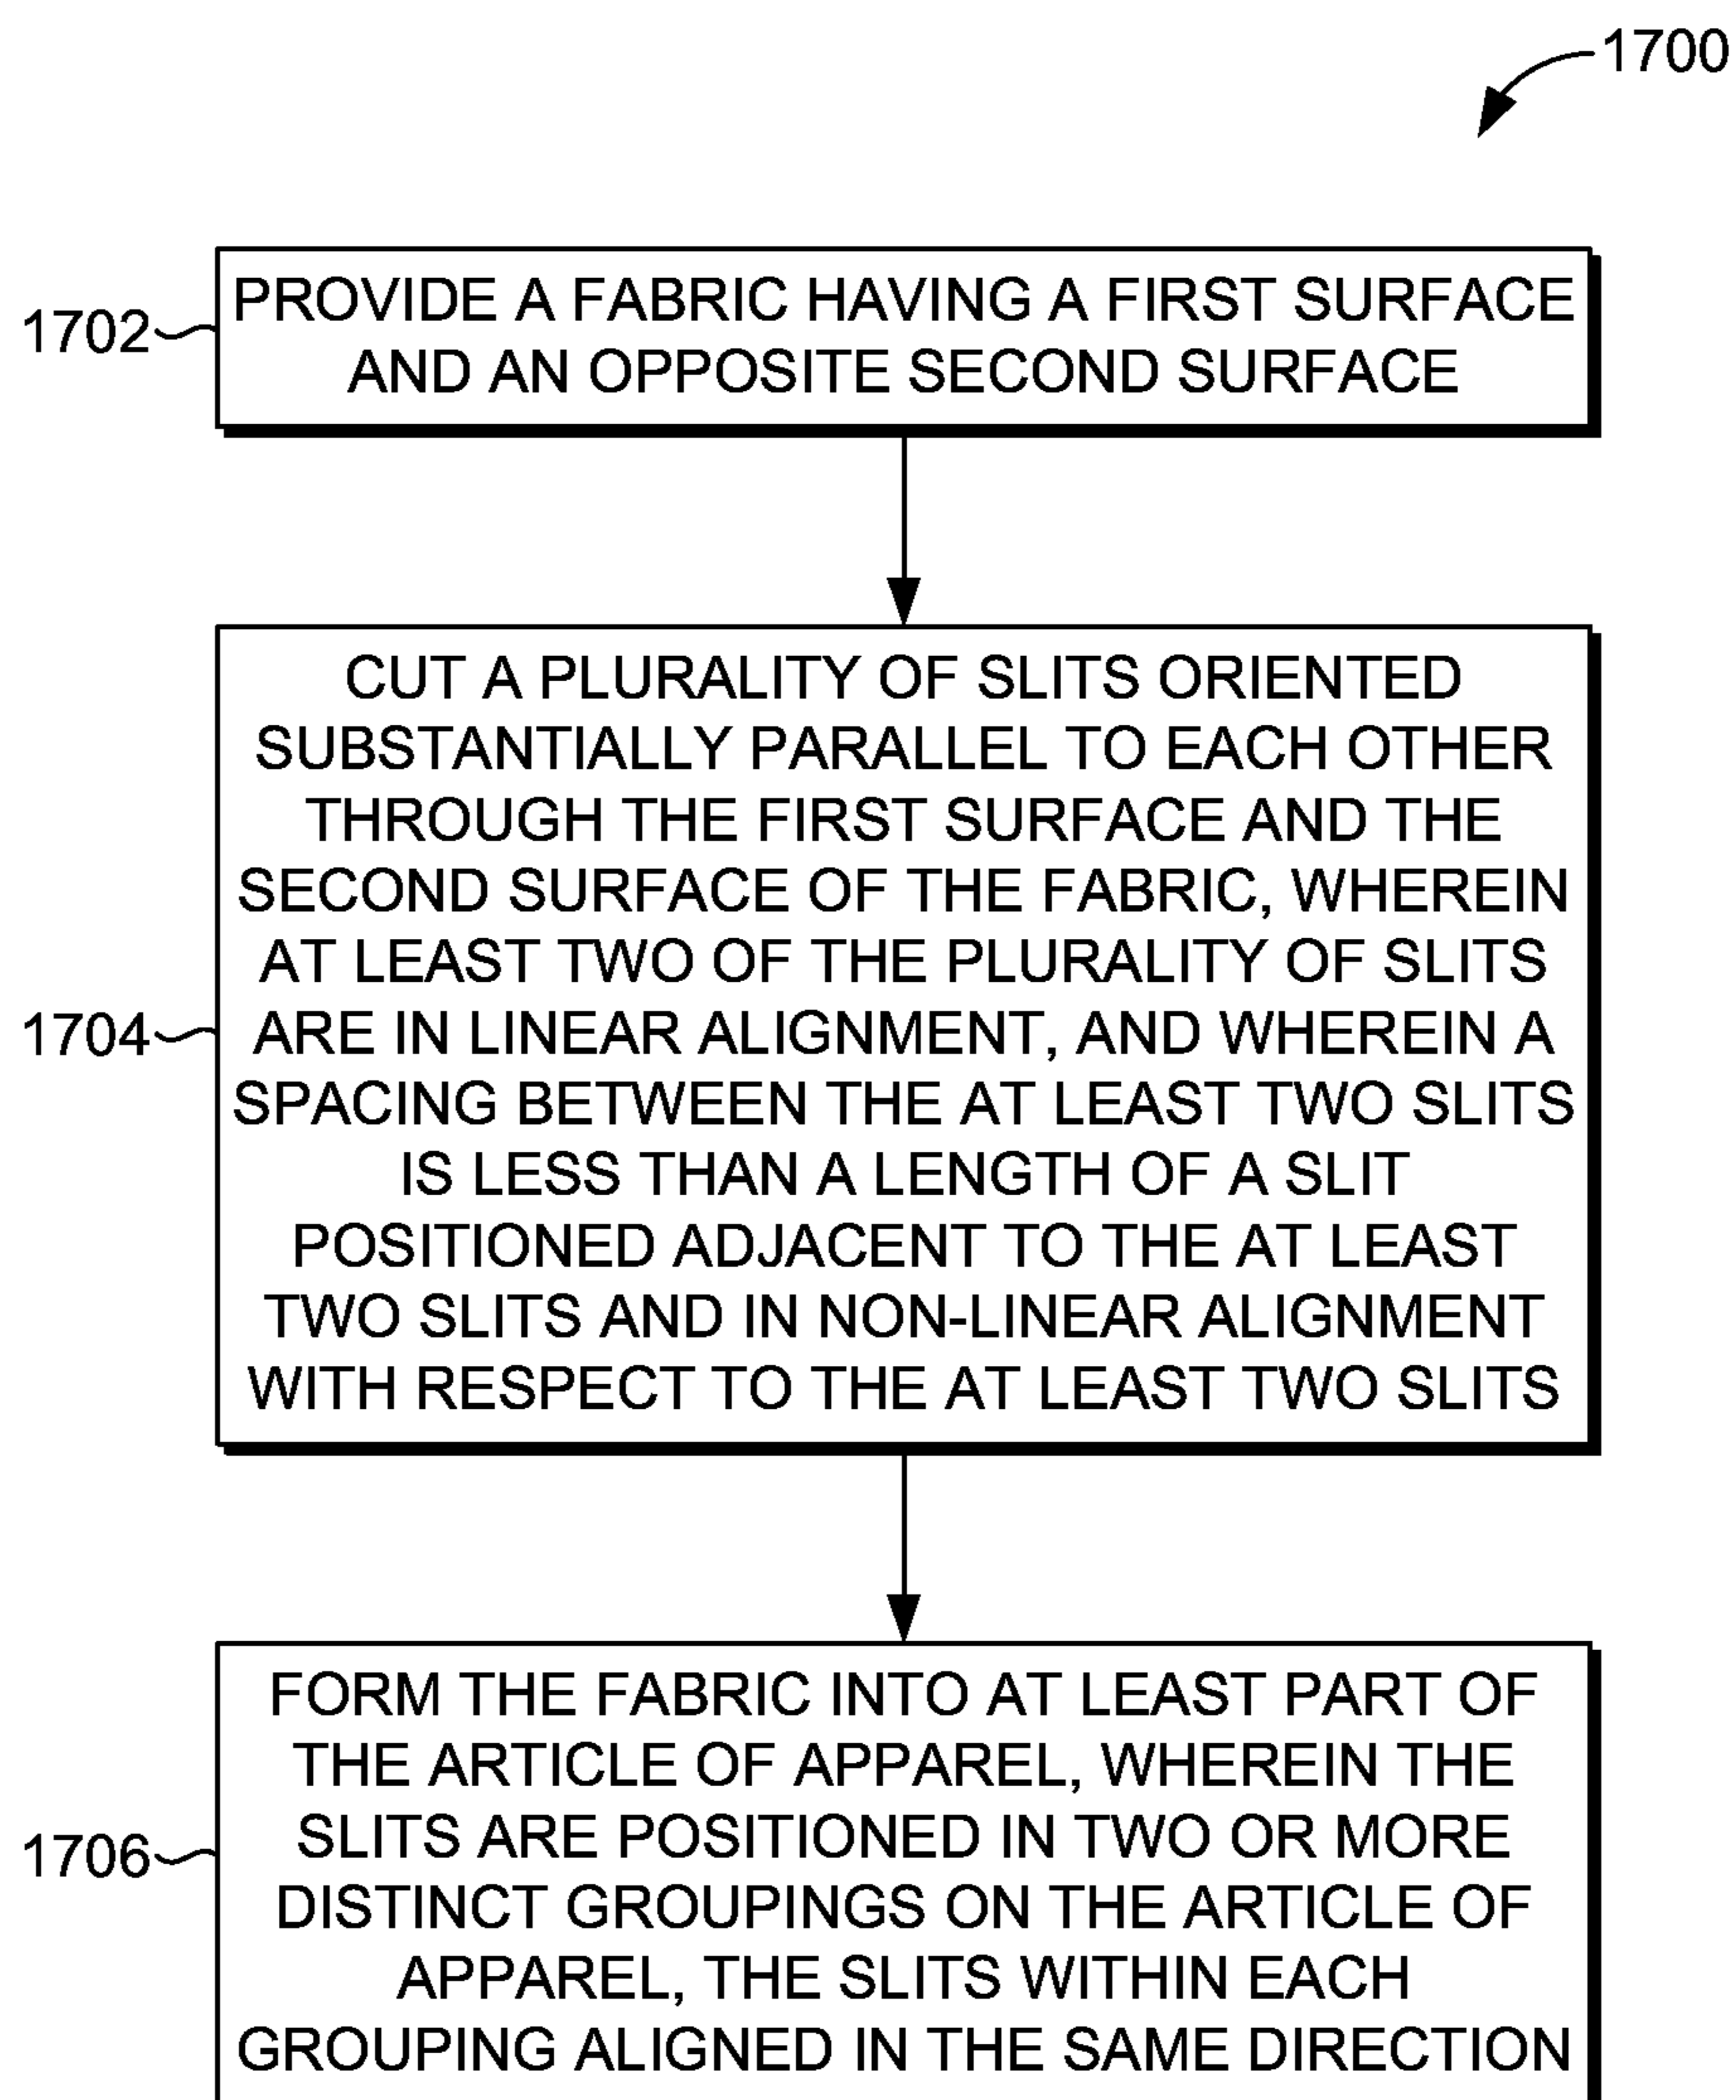 1700
1702
PROVIDE A FABRIC HAVING A FIRST SURFACE
AND AN OPPOSITE SECOND SURFACE
1704
CUT A PLURALITY OF SLITS ORIENTED
SUBSTANTIALLY PARALLEL TO EACH OTHER
THROUGH THE FIRST SURFACE AND THE
SECOND SURFACE OF THE FABRIC, WHEREIN
AT LEAST TWO OF THE PLURALITY OF SLITS
ARE IN LINEAR ALIGNMENT, AND WHEREIN A
SPACING BETWEEN THE AT LEAST TWO SLITS
IS LESS THAN A LENGTH OF A SLIT
POSITIONED ADJACENT TO THE AT LEAST
TWO SLITS AND IN NON-LINEAR ALIGNMENT
WITH RESPECT TO THE AT LEAST TWO SLITS
1706
FORM THE FABRIC INTO AT LEAST PART OF
THE ARTICLE OF APPAREL, WHEREIN THE
SLITS ARE POSITIONED IN TWO OR MORE
DISTINCT GROUPINGS ON THE ARTICLE OF
APPAREL, THE SLITS WITHIN EACH
GROUPING ALIGNED IN THE SAME DIRECTION